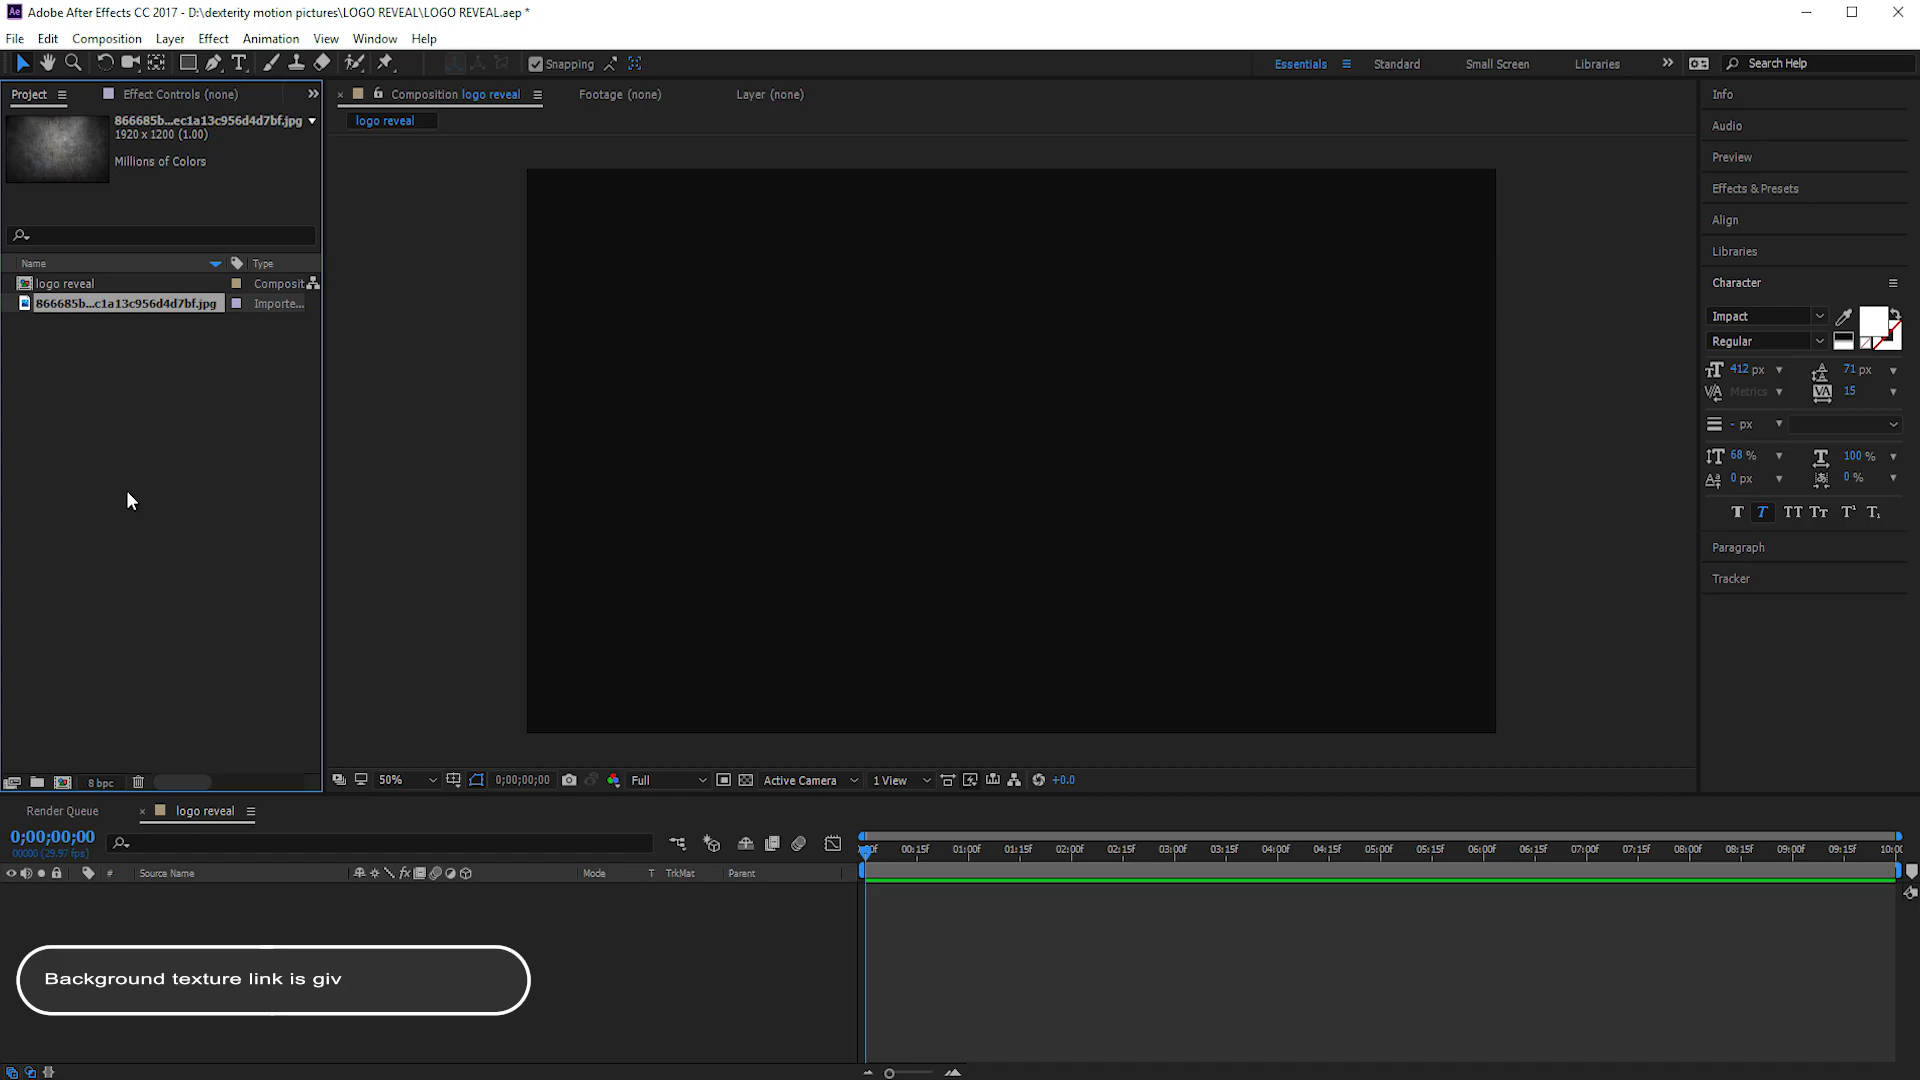 Adobe After Effects CC 2017 - D:\dexterity motion pictures\LOGO REVEAL\LOGO REVEAL.aep *
File Edit Composition Layer Effect Animation View Window Help
Snapping Essentials Standard Small Screen Libraries Search Help
Project Effect Controls (none) Composition logo reveal Footage (none) Layer (none) Info
866685b...ec1a13c956d4d7bf.jpg
logo reveal
1920 x 1200 (1.00)
Millions of Colors
Audio
Preview
Effects & Presets
Align
Libraries
Name Type
logo reveal Composit
866685b...c1a13c956d4d7bf.jpg Importe...
Character
Impact
Regular
412 px 71 px
Metrics 15
- px
68 % 100 %
0 px 0 %
T T TT Tr T¹ T₁
Paragraph
Tracker
8 bpc 50% 0;00;00;00 Full Active Camera 1 View +0.0
Render Queue logo reveal
0;00;00;00
00000 (29.97 fps)
00f 00:15f 01:00f 01:15f 02:00f 02:15f 03:00f 03:15f 04:00f 04:15f 05:00f 05:15f 06:00f 06:15f 07:00f 07:15f 08:00f 08:15f 09:00f 09:15f 10:00
# Source Name fx Mode T TrkMat Parent
Background texture link is giv